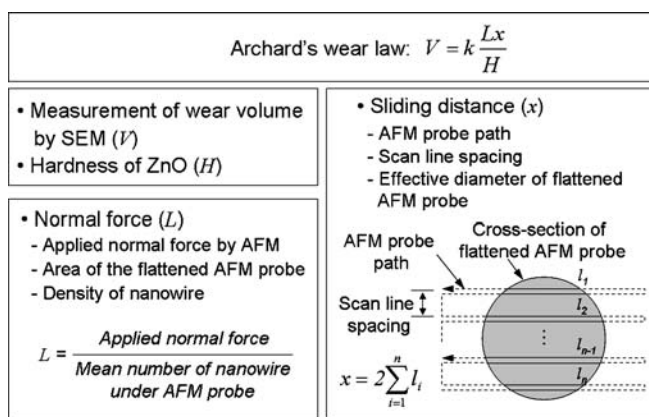 Archard's wear law: V = k Lx / H
• Measurement of wear volume
by SEM (V)
• Hardness of ZnO (H)
• Normal force (L)
- Applied normal force by AFM
- Area of the flattened AFM probe
- Density of nanowire
L = Applied normal force / Mean number of nanowire under AFM probe
• Sliding distance (x)
- AFM probe path
- Scan line spacing
- Effective diameter of flattened
AFM probe
Cross-section of
flattened AFM probe
AFM probe
path
Scan line
spacing
l₁
l₂
⋮
lₙ₋₁
lₙ
x = 2∑ᵢ₌₁ⁿ lᵢ